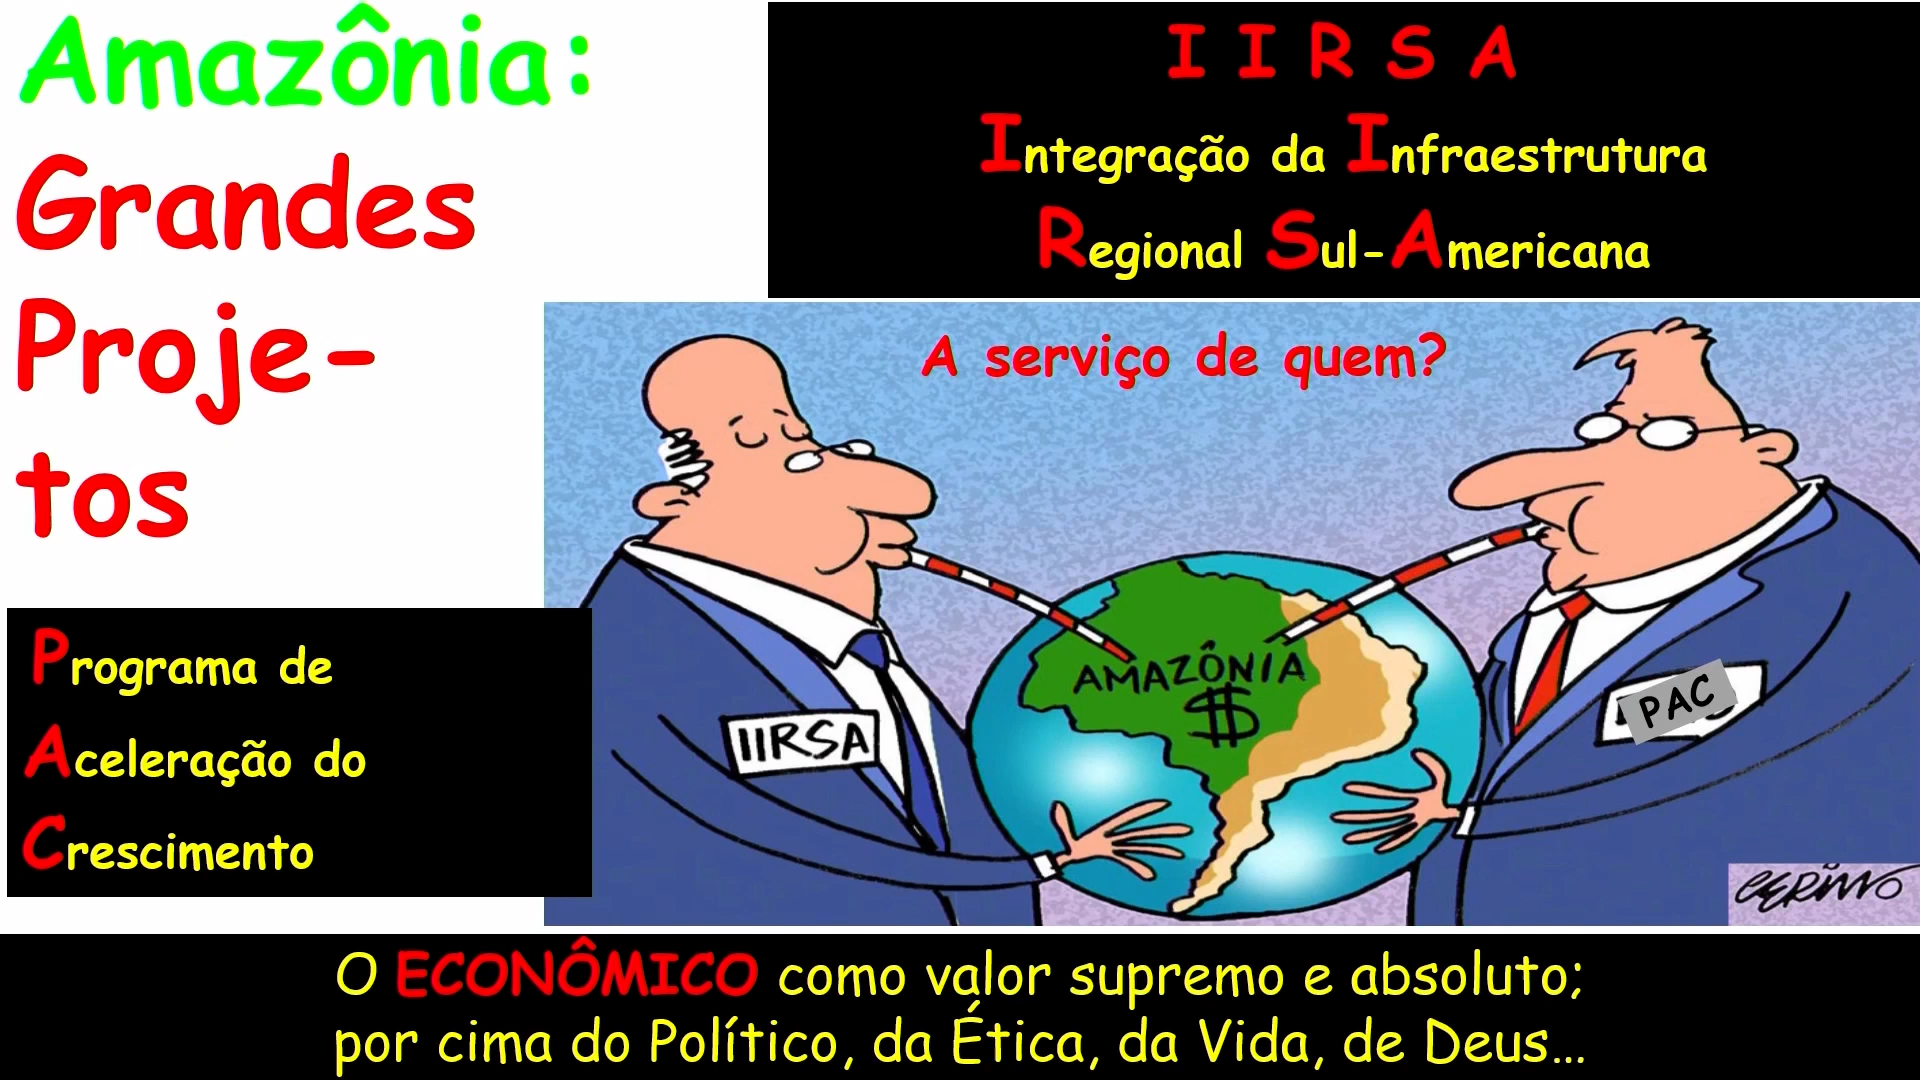 Amazônia:
Grandes
Proje-
tos
I I R S A
Integração da Infraestrutura
Regional Sul-Americana
A serviço de quem?
AMAZÔNIA
$
IIRSA
PAC
Programa de
Aceleração do
Crescimento
O ECONÔMICO como valor supremo e absoluto;
por cima do Político, da Ética, da Vida, de Deus...